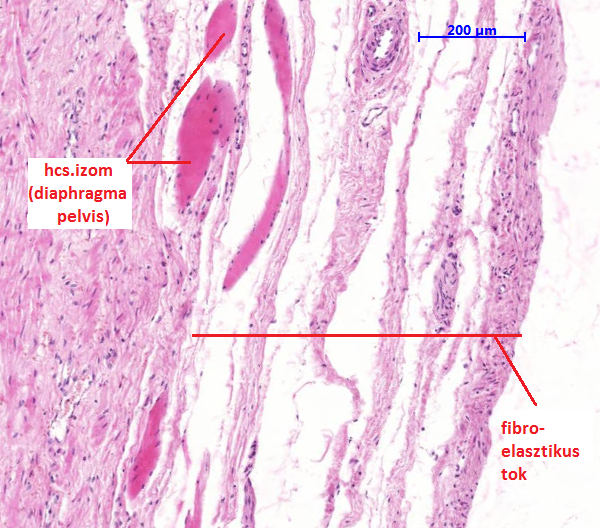 200 µm
hcs.izom
(diaphragma
pelvis)
fibro-
elasztikus
tok